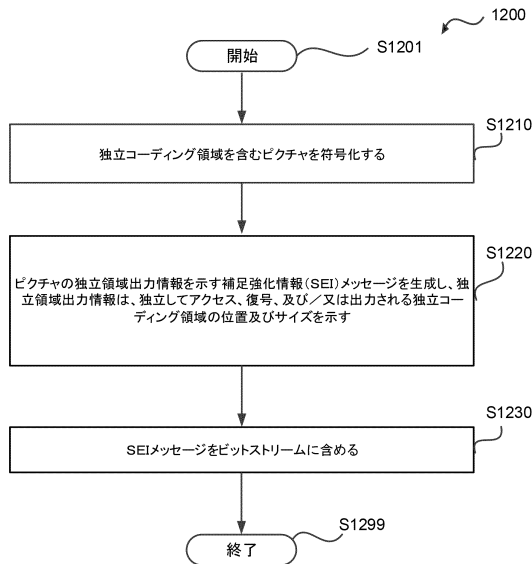 1200
開始
S1201
S1210
独立コーディング領域を含むピクチャを符号化する
S1220
ピクチャの独立領域出力情報を示す補足強化情報(SEI)メッセージを生成し、独
立領域出力情報は、独立してアクセス、復号、及び/又は出力される独立コー
ディング領域の位置及びサイズを示す
S1230
SEIメッセージをビットストリームに含める
S1299
終了